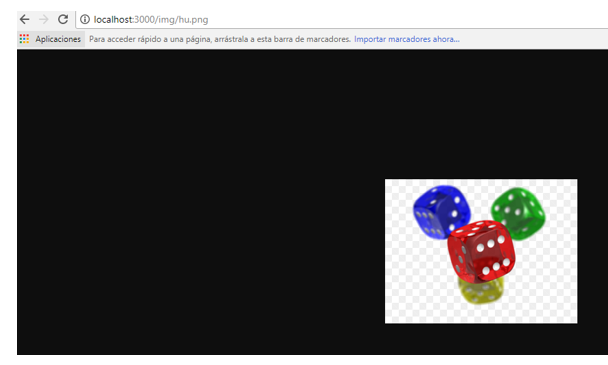 localhost:3000/img/hu.png
Aplicaciones Para acceder rápido a una página, arrástrala a esta barra de marcadores. Importar marcadores ahora...